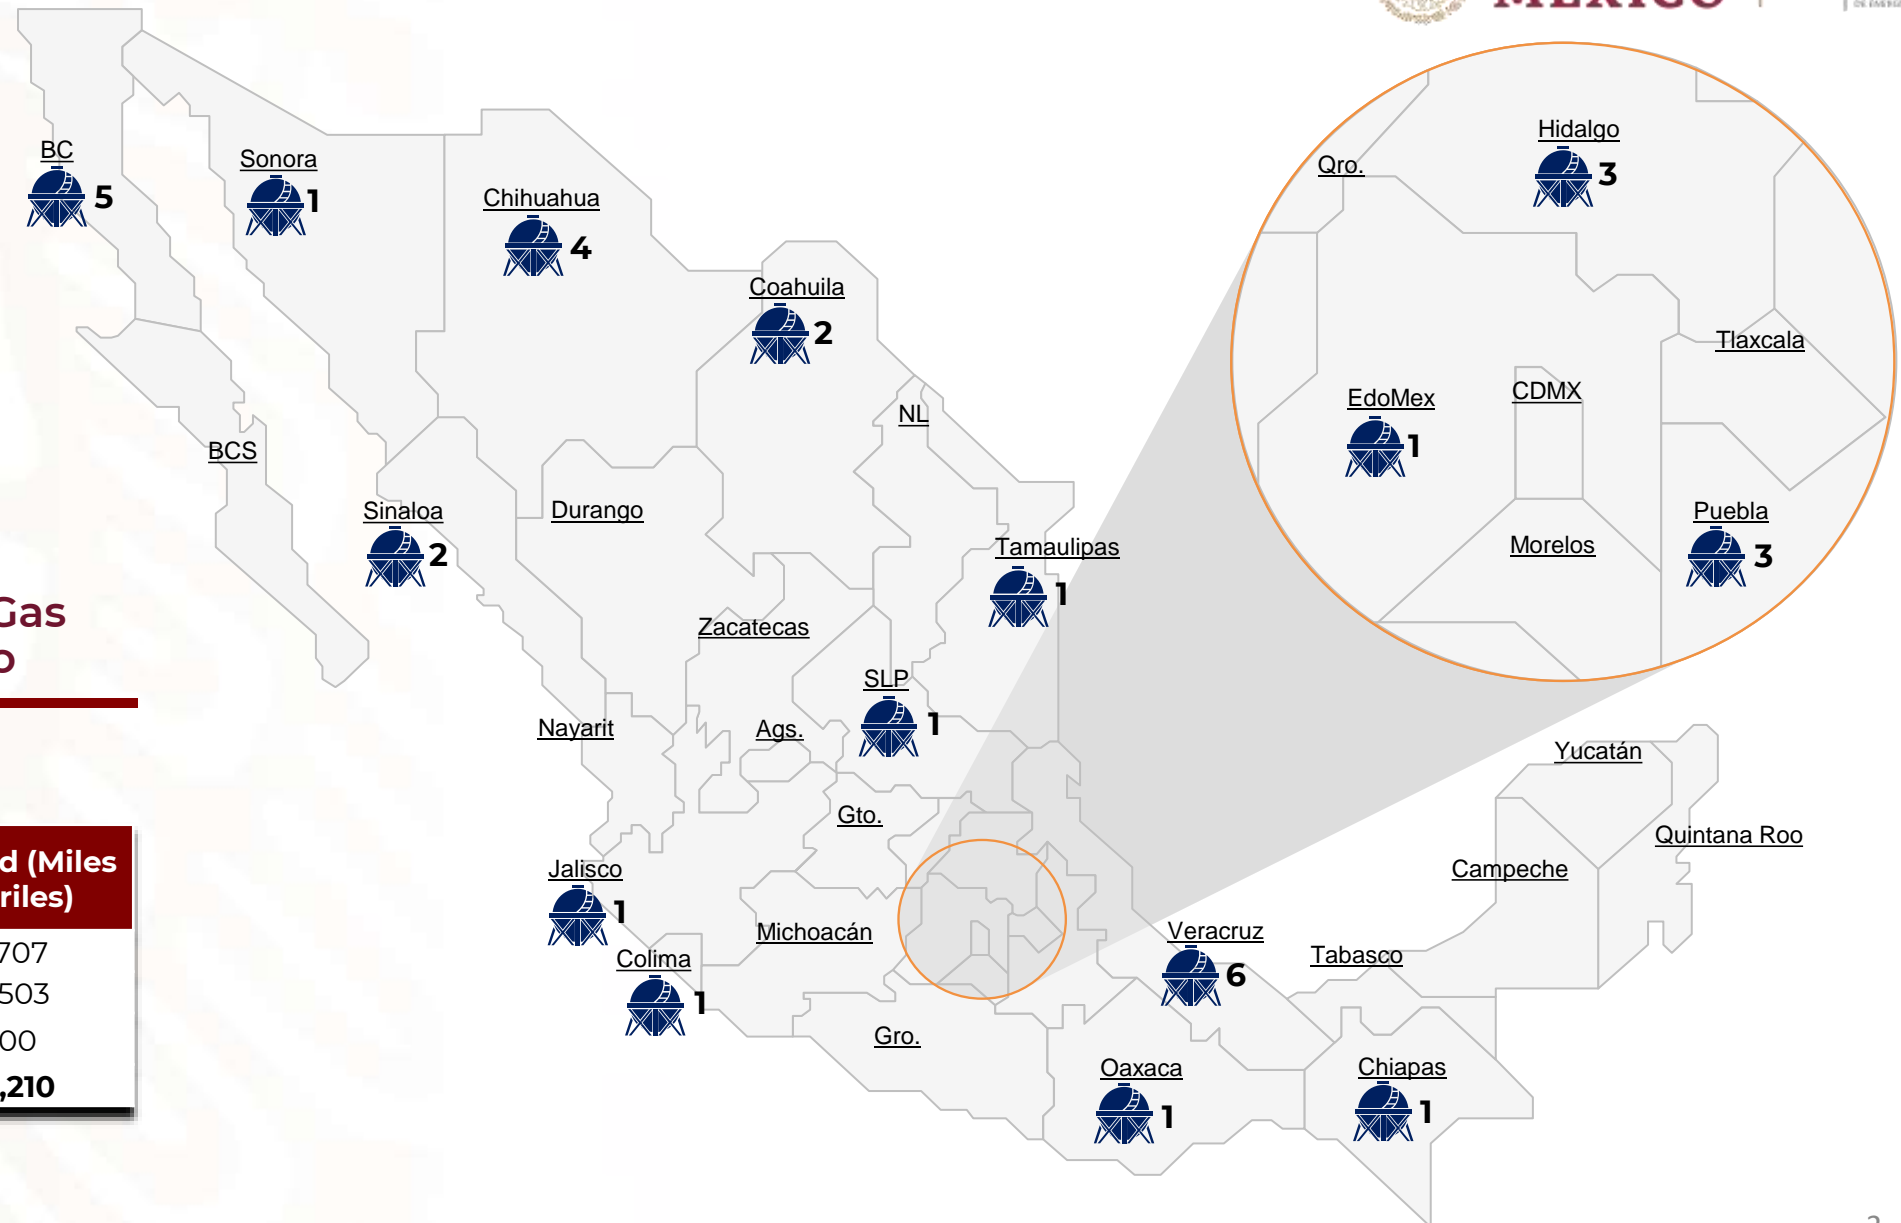 MÉXICO
BC
5
Sonora
1
Chihuahua
4
Coahuila
2
NL
BCS
Sinaloa
2
Durango
Tamaulipas
1
Zacatecas
SLP
1
Nayarit
Ags.
Gto.
Jalisco
1
Michoacán
Colima
1
Gro.
Veracruz
6
Oaxaca
1
Chiapas
1
Tabasco
Campeche
Yucatán
Quintana Roo
Hidalgo
3
Qro.
Tlaxcala
EdoMex
1
CDMX
Puebla
3
Morelos
Gas
o
d (Miles
riles)
707
503
00
,210